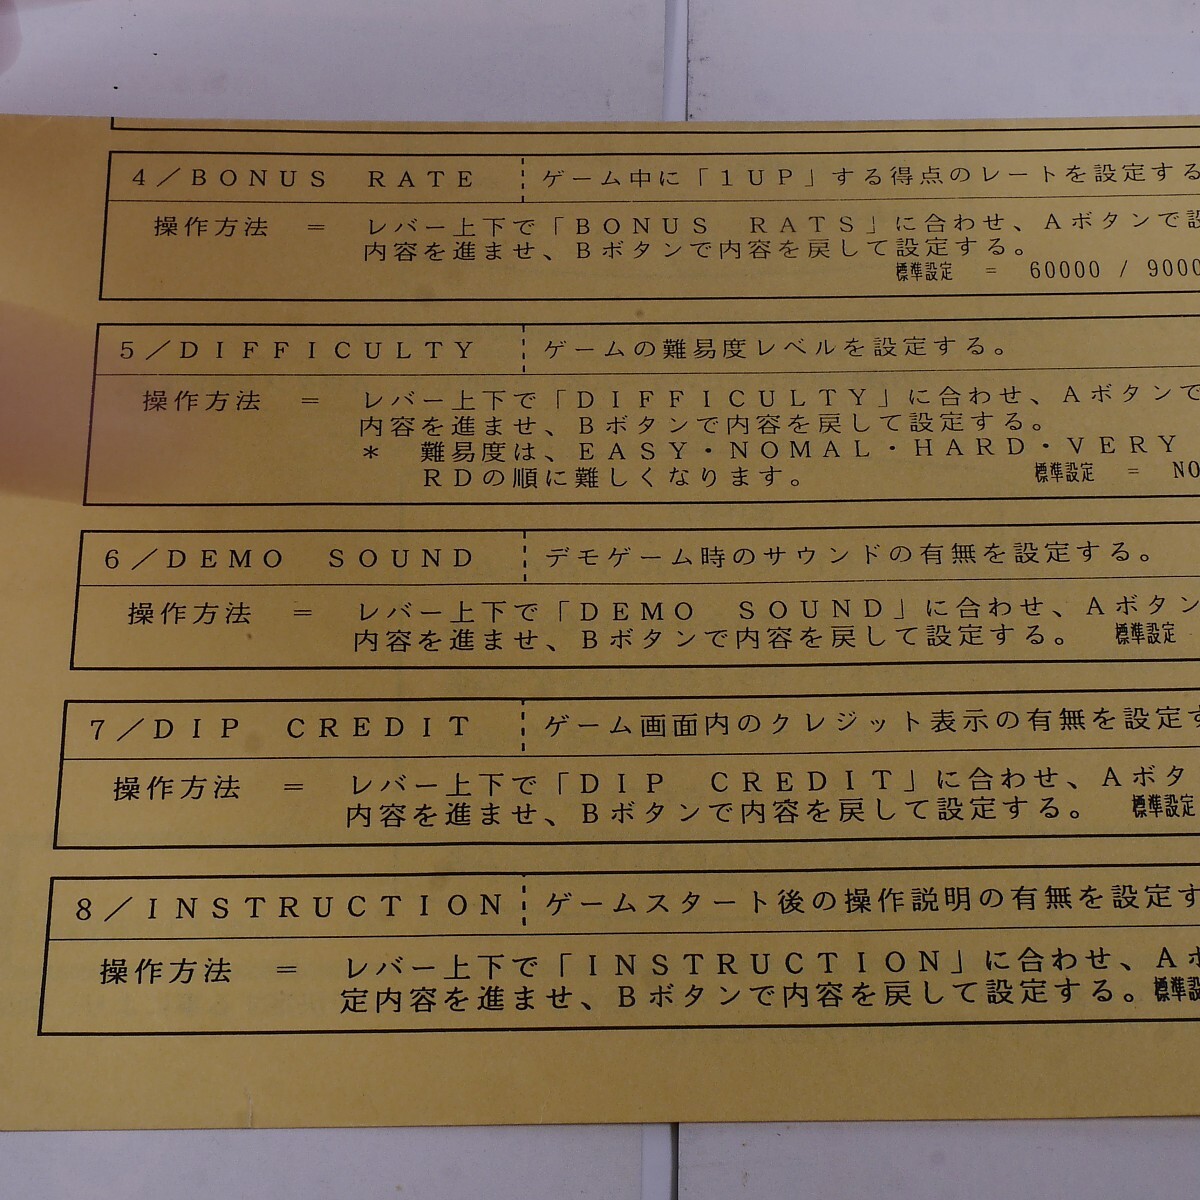 4／BONUS RATE ゲーム中に「1UP」する得点のレートを設定する
操作方法 ＝ レバー上下で「BONUS RATS」に合わせ、Aボタンで設
内容を進ませ、Bボタンで内容を戻して設定する。
標準設定 ＝ 60000 / 9000
5／DIFFICULTY ゲームの難易度レベルを設定する。
操作方法 ＝ レバー上下で「DIFFICULTY」に合わせ、Aボタンで
内容を進ませ、Bボタンで内容を戻して設定する。
＊ 難易度は、EASY・NOMAL・HARD・VERY
RDの順に難しくなります。 標準設定 ＝ NO
6／DEMO SOUND デモゲーム時のサウンドの有無を設定する。
操作方法 ＝ レバー上下で「DEMO SOUND」に合わせ、Aボタン
内容を進ませ、Bボタンで内容を戻して設定する。 標準設定
7／DIP CREDIT ゲーム画面内のクレジット表示の有無を設定す
操作方法 ＝ レバー上下で「DIP CREDIT」に合わせ、Aボタ
内容を進ませ、Bボタンで内容を戻して設定する。 標準設定
8／INSTRUCTION ゲームスタート後の操作説明の有無を設定す
操作方法 ＝ レバー上下で「INSTRUCTION」に合わせ、Aボ
定内容を進ませ、Bボタンで内容を戻して設定する。 標準設